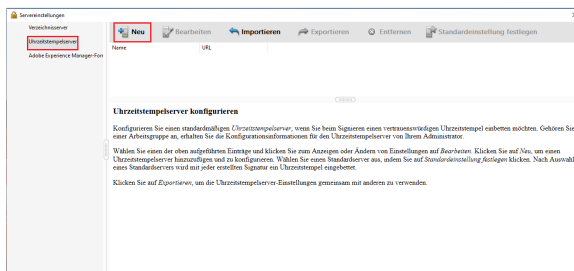 Servereinstellungen
Verzeichnisserver
Uhrzeitstempelserver
Adobe Experience Manager-Fon
Neu Bearbeiten Importieren Exportieren Entfernen Standardeinstellung festlegen
Name URL
Uhrzeitstempelserver konfigurieren
Konfigurieren Sie einen standardmäßigen Uhrzeitstempelserver, wenn Sie beim Signieren einen vertrauenswürdigen Uhrzeitstempel einbetten möchten. Gehören Sie
einer Arbeitsgruppe an, erhalten Sie die Konfigurationsinformationen für den Uhrzeitstempelserver von Ihrem Administrator.
Wählen Sie einen der oben aufgeführten Einträge und klicken Sie zum Anzeigen oder Ändern von Einstellungen auf Bearbeiten. Klicken Sie auf Neu, um einen
Uhrzeitstempelserver hinzuzufügen und zu konfigurieren. Wählen Sie einen Standardserver aus, indem Sie auf Standardeinstellung festlegen klicken. Nach Auswahl
eines Standardservers wird mit jeder erstellten Signatur ein Uhrzeitstempel eingebettet.
Klicken Sie auf Exportieren, um die Uhrzeitstempelserver-Einstellungen gemeinsam mit anderen zu verwenden.